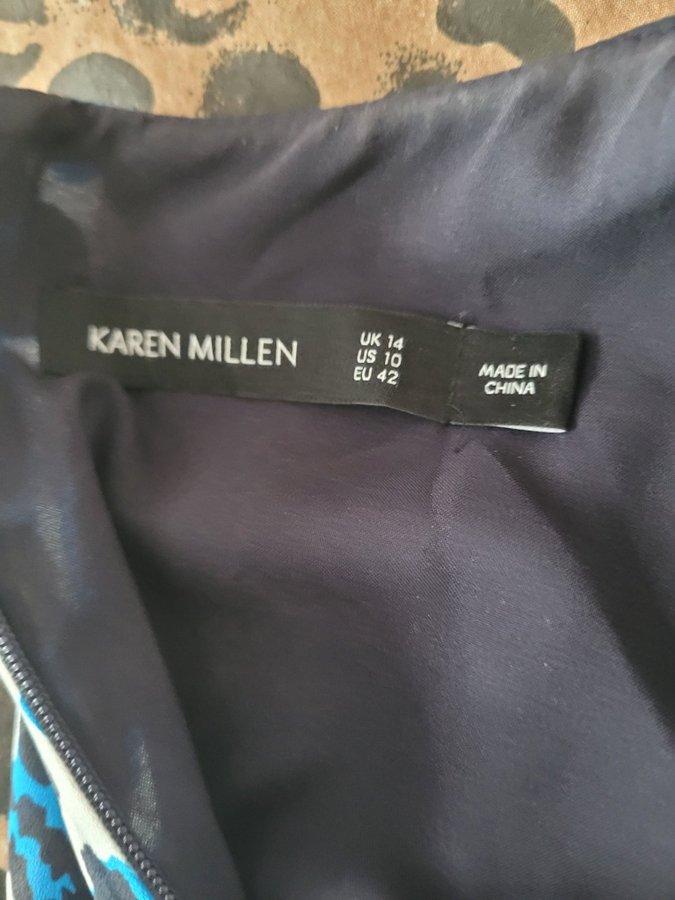 KAREN MILLEN
UK 14
US 10
EU 42
MADE IN
CHINA